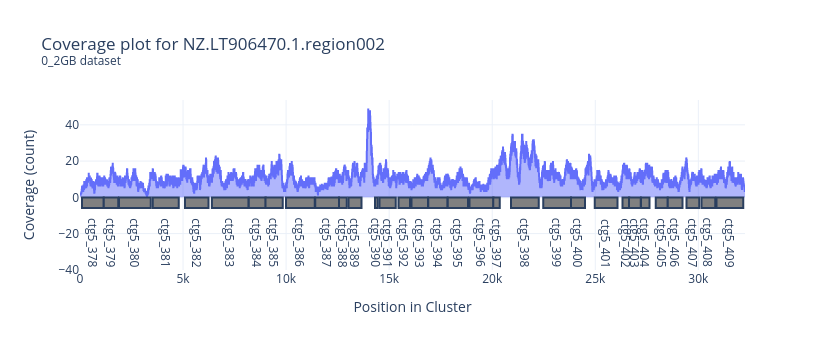 Coverage plot for NZ.LT906470.1.region002
0_2GB dataset
Coverage (count)
40
20
0
−20
−40
ctg5_378
ctg5_379
ctg5_380
ctg5_381
ctg5_382
ctg5_383
ctg5_384
ctg5_385
ctg5_386
ctg5_387
ctg5_388
ctg5_389
ctg5_390
ctg5_391
ctg5_392
ctg5_393
ctg5_394
ctg5_395
ctg5_396
ctg5_397
ctg5_398
ctg5_399
ctg5_400
ctg5_401
ctg5_402
ctg5_403
ctg5_404
ctg5_405
ctg5_406
ctg5_407
ctg5_408
ctg5_409
0
5k
10k
15k
20k
25k
30k
Position in Cluster